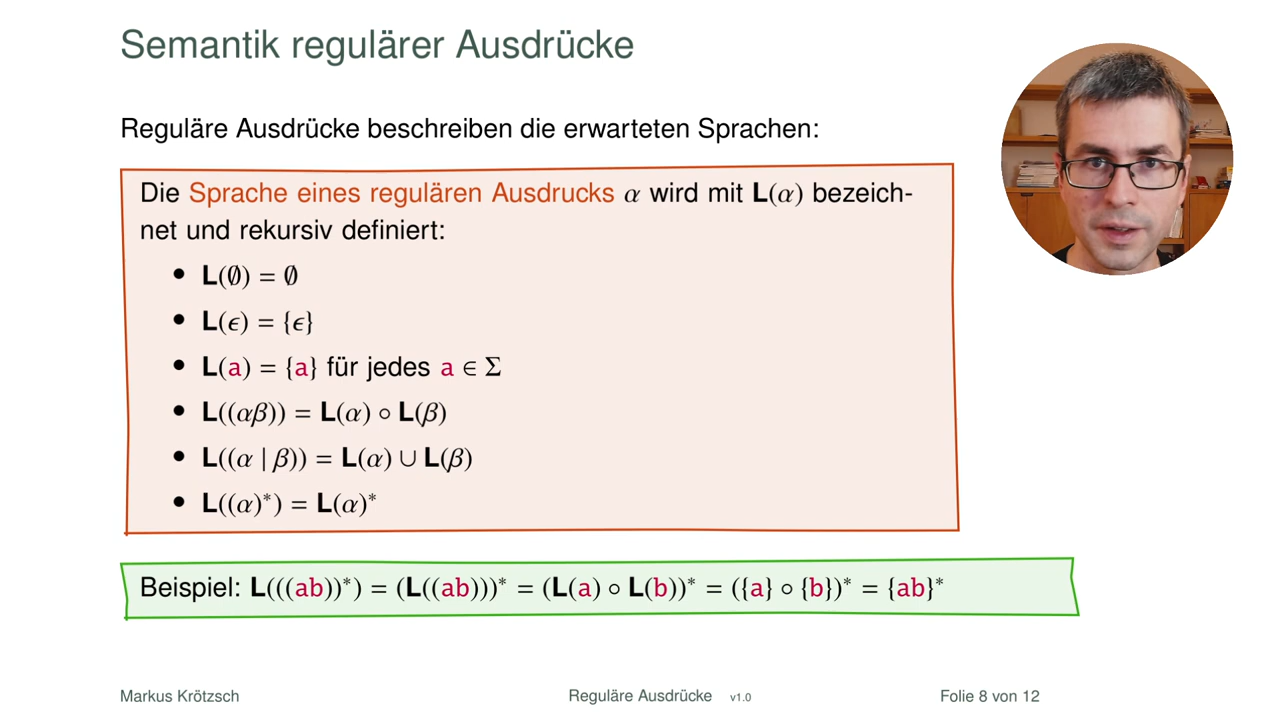 Semantik regulärer Ausdrücke
Reguläre Ausdrücke beschreiben die erwarteten Sprachen:
Die Sprache eines regulären Ausdrucks α wird mit L(α) bezeich-
net und rekursiv definiert:
• L(∅) = ∅
• L(ϵ) = {ϵ}
• L(a) = {a} für jedes a ∈ Σ
• L((αβ)) = L(α) ∘ L(β)
• L((α | β)) = L(α) ∪ L(β)
• L((α)*) = L(α)*
Beispiel: L(((ab))*) = (L((ab)))* = (L(a) ∘ L(b))* = ({a} ∘ {b})* = {ab}*
Markus Krötzsch Reguläre Ausdrücke v1.0 Folie 8 von 12